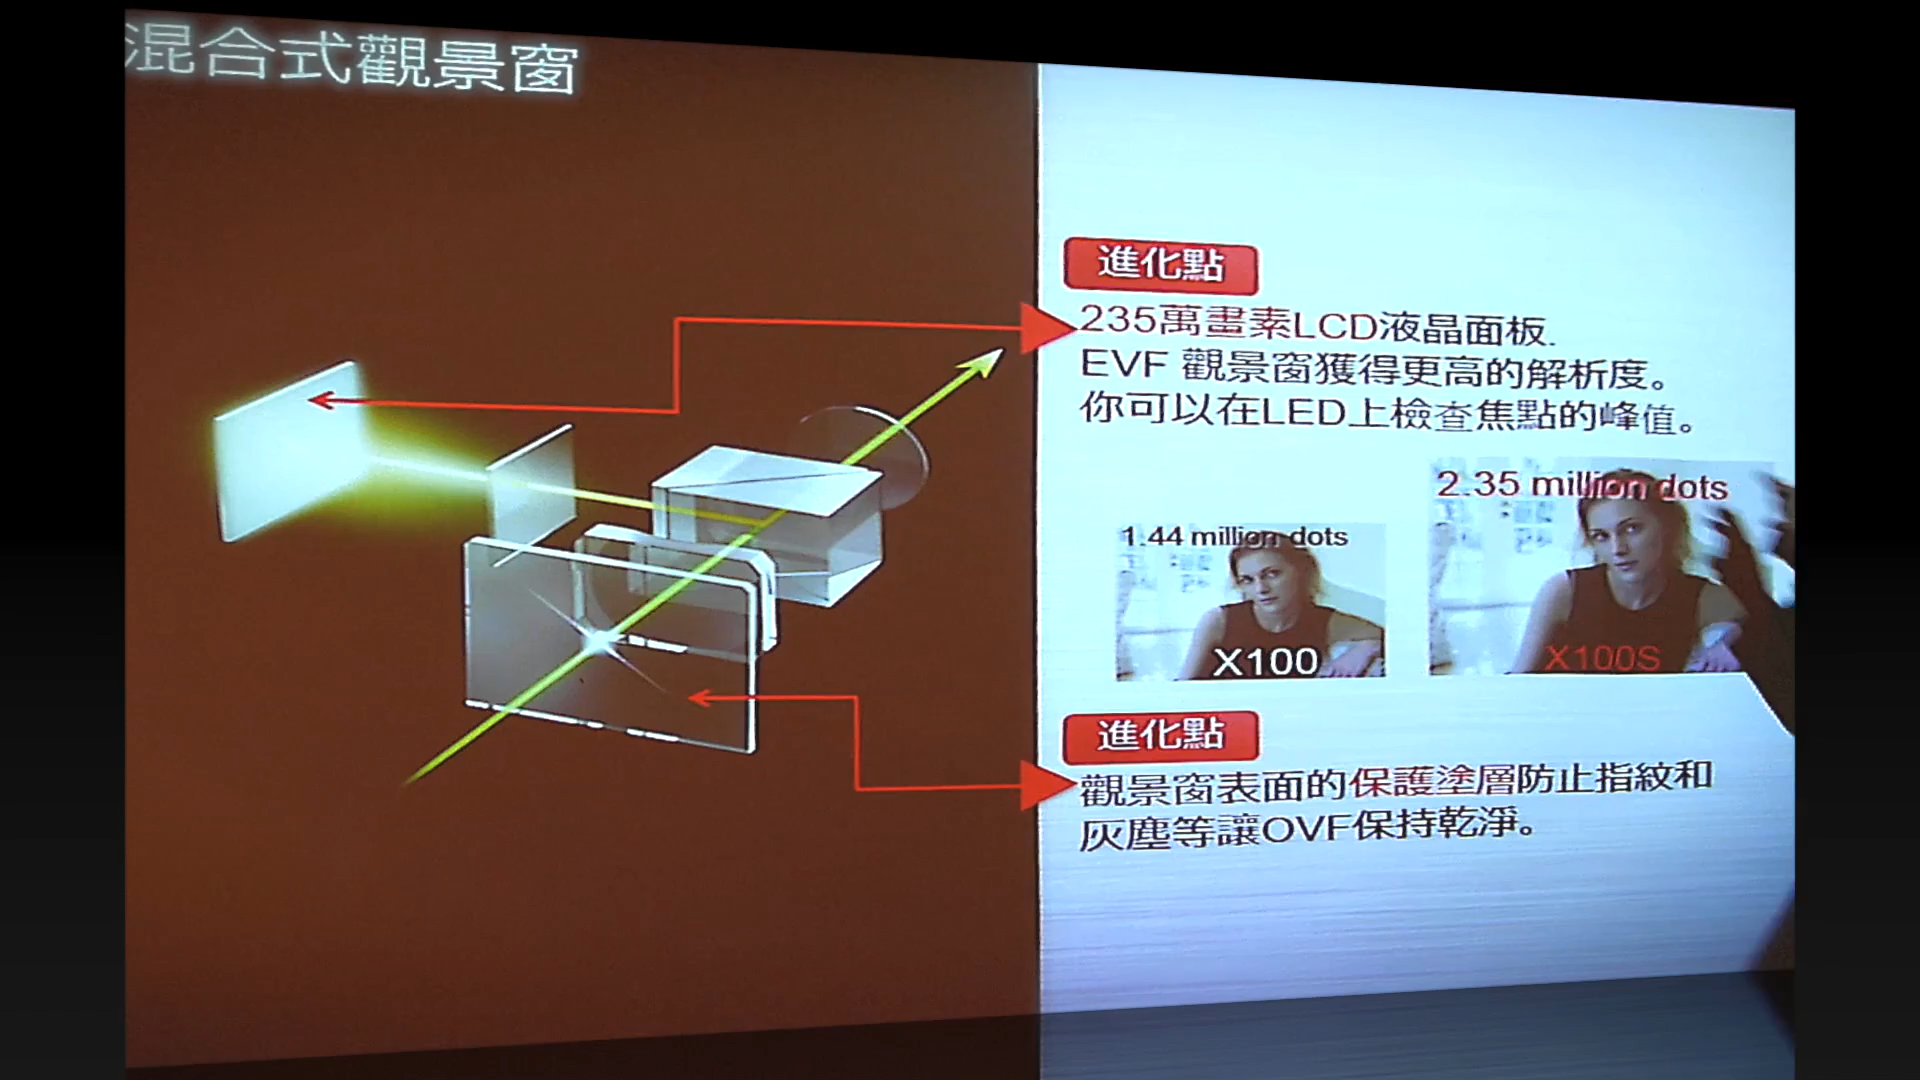 混合式觀景窗
進化點
235萬畫素LCD液晶面板.
EVF 觀景窗獲得更高的解析度。
你可以在LED上檢查焦點的峰值。
1.44 million dots
X100
2.35 million dots
X100S
進化點
觀景窗表面的保護塗層防止指紋和
灰塵等讓OVF保持乾淨。